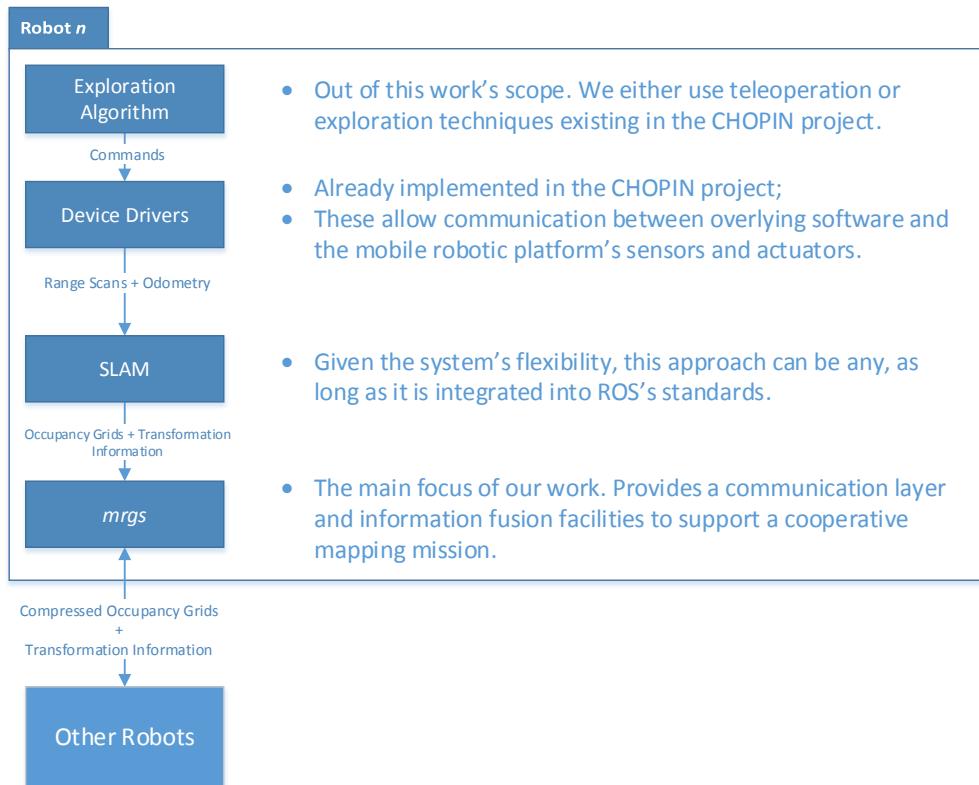 Robot n
Exploration
Algorithm
• Out of this work's scope. We either use teleoperation or
exploration techniques existing in the CHOPIN project.
Commands
Device Drivers
• Already implemented in the CHOPIN project;
• These allow communication between overlying software and
the mobile robotic platform's sensors and actuators.
Range Scans + Odometry
SLAM
• Given the system's flexibility, this approach can be any, as
long as it is integrated into ROS's standards.
Occupancy Grids + Transformation
Information
mrgs
• The main focus of our work. Provides a communication layer
and information fusion facilities to support a cooperative
mapping mission.
Compressed Occupancy Grids
+
Transformation Information
Other Robots